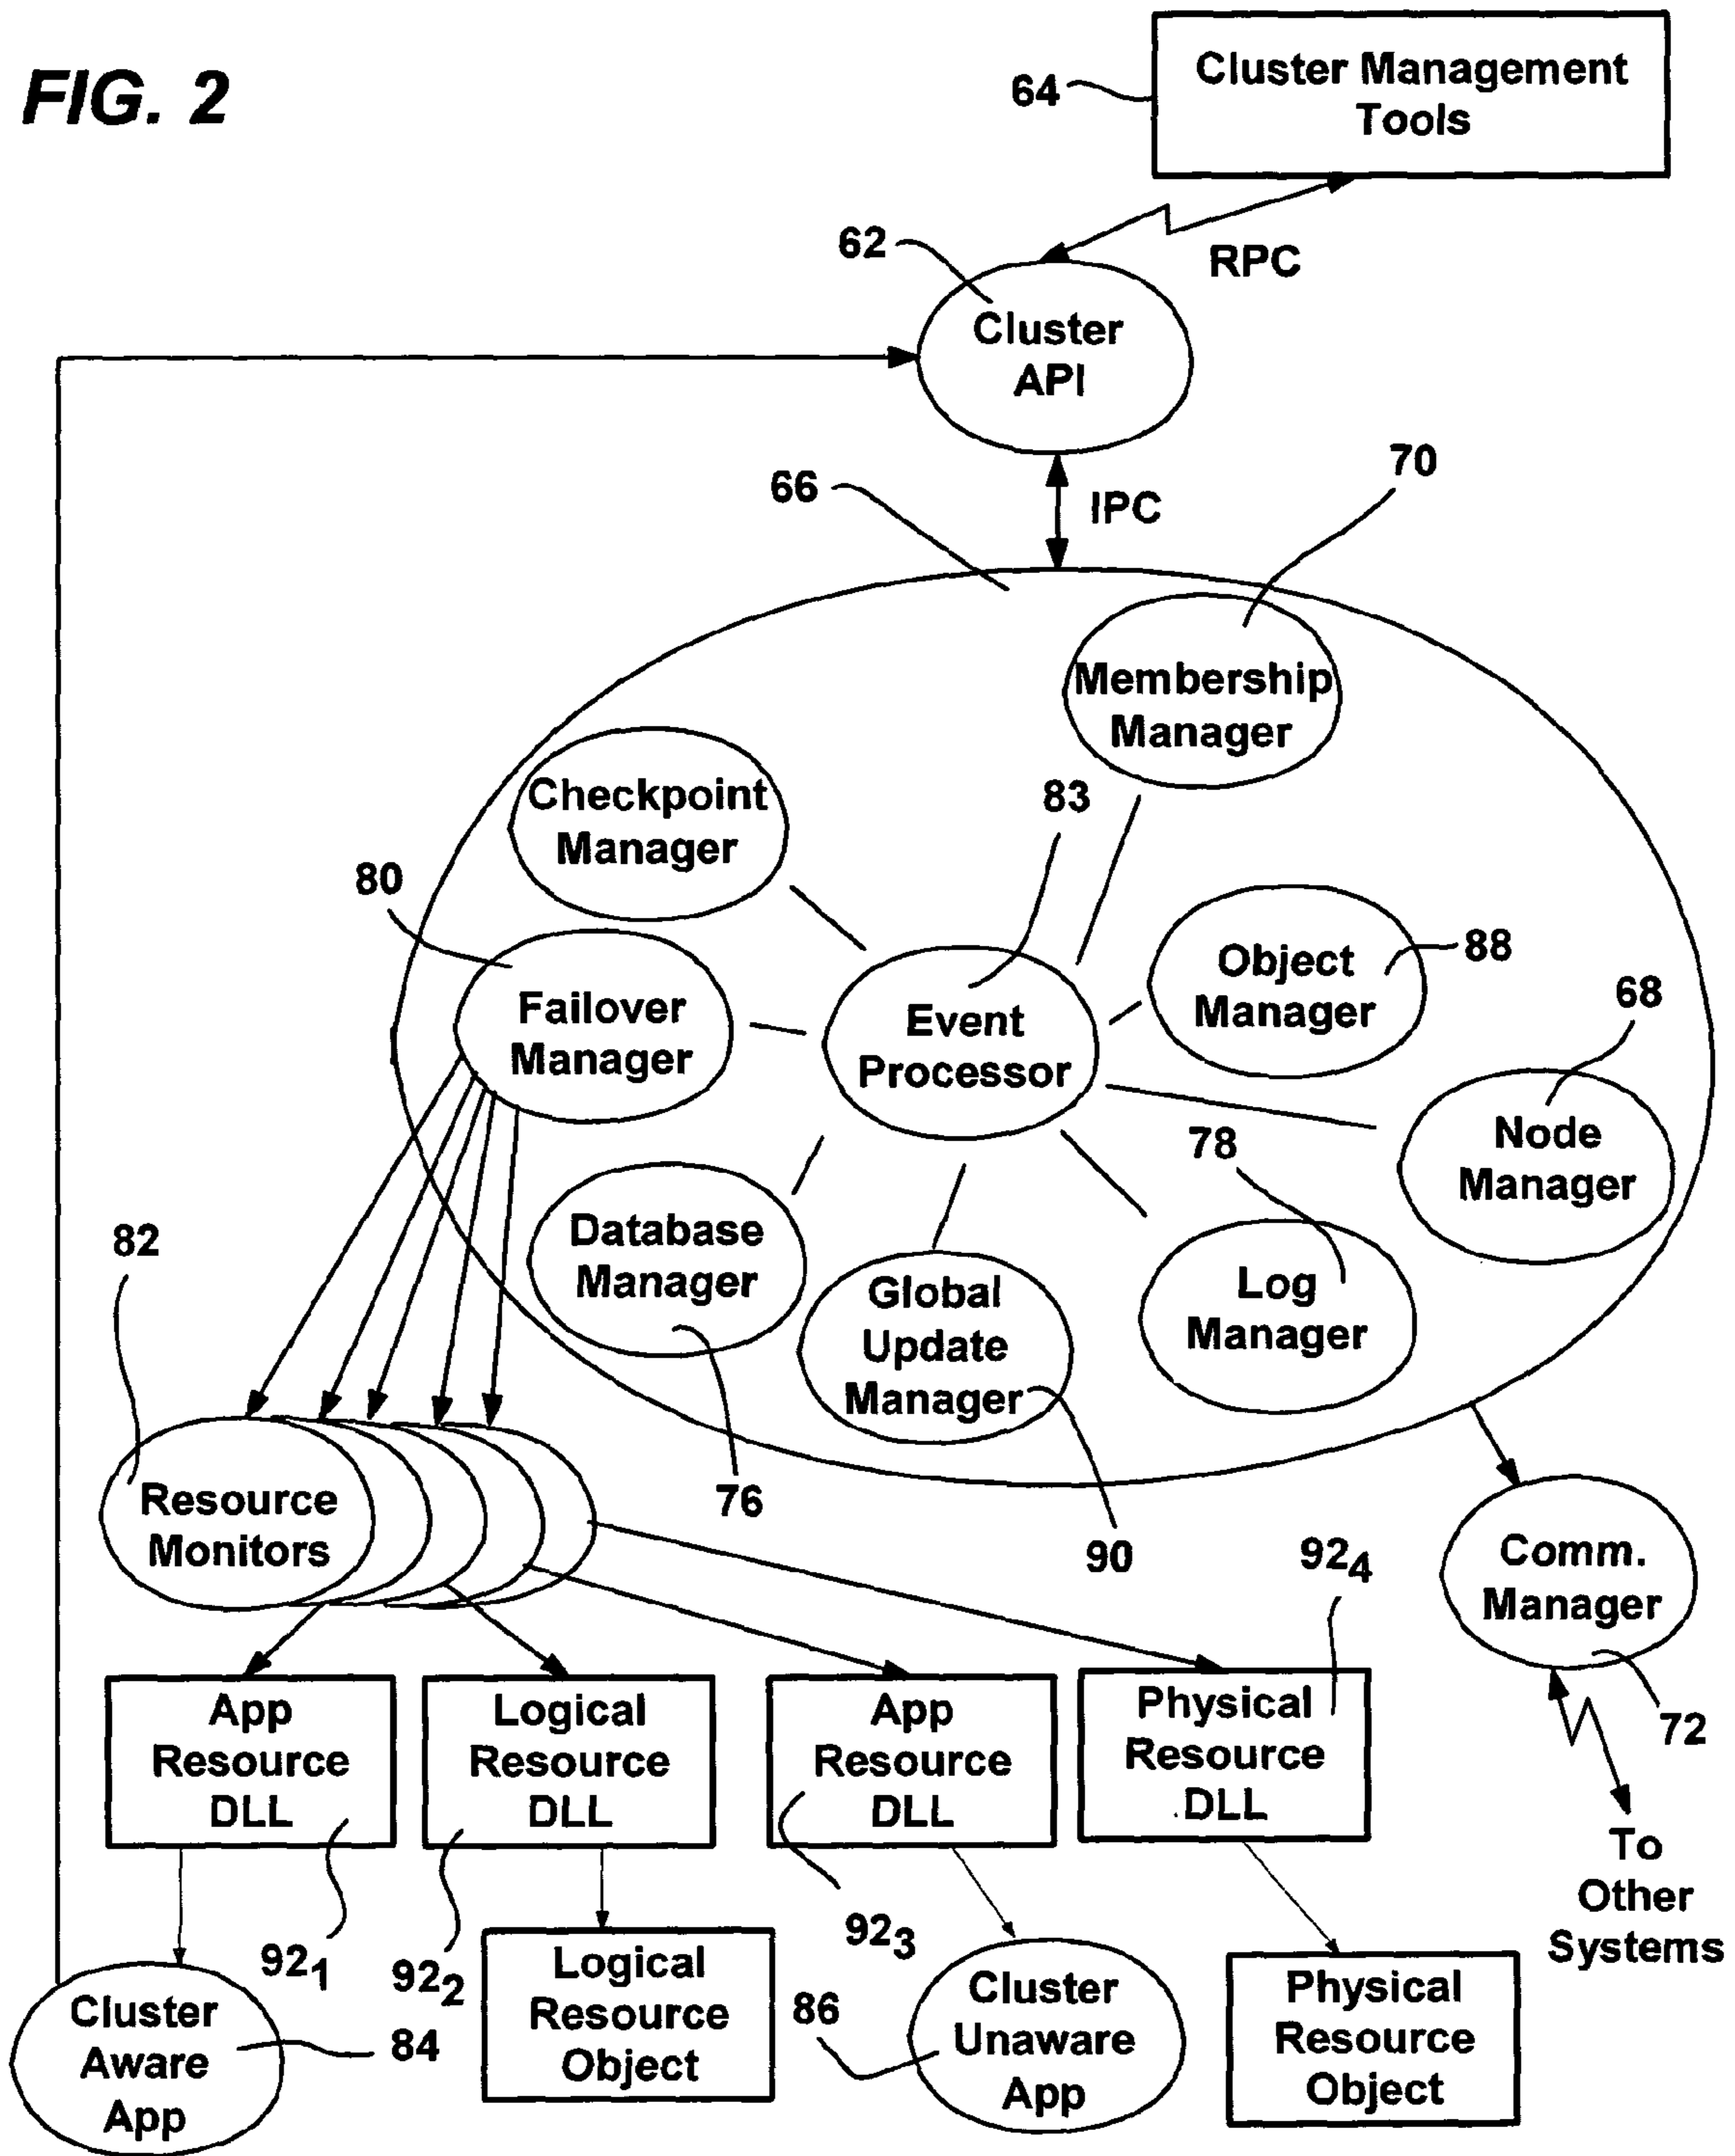 FIG. 2
64
Cluster Management
Tools
62
RPC
Cluster
API
70
66
IPC
Membership
Manager
83
Checkpoint
Manager
80
88
Object
Manager
68
Failover
Manager
Event
Processor
78
Node
Manager
82
Database
Manager
Global
Update
Manager
Log
Manager
76
Resource
Monitors
90
92 4
Comm.
Manager
72
App
Resource
DLL
Logical
Resource
DLL
App
Resource
DLL
Physical
Resource
DLL
To
Other
Systems
92 1
92 2
92 3
Cluster
Aware
App
84
Logical
Resource
Object
86
Cluster
Unaware
App
Physical
Resource
Object